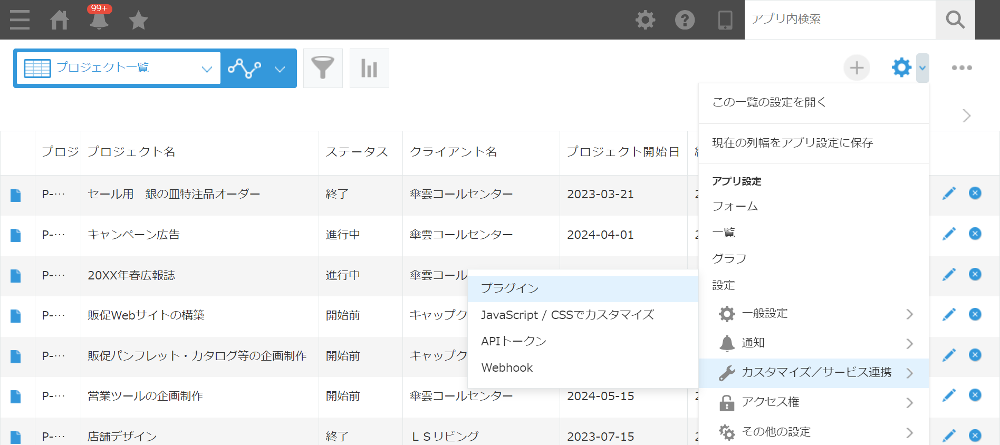 99+
アプリ内検索
プロジェクト一覧
この一覧の設定を開く
現在の列幅をアプリ設定に保存
アプリ設定
フォーム
一覧
グラフ
設定
一般設定
通知
カスタマイズ／サービス連携
アクセス権
その他の設定
プラグイン
JavaScript / CSSでカスタマイズ
APIトークン
Webhook
プロジ プロジェクト名 ステータス クライアント名 プロジェクト開始日
P-… セール用　銀の皿特注品オーダー 終了 傘雲コールセンター 2023-03-21
P-… キャンペーン広告 進行中 傘雲コールセンター 2024-04-01
P-… 20XX年春広報誌 進行中 傘雲コール
P-… 販促Webサイトの構築 開始前 キャップク
P-… 販促パンフレット・カタログ等の企画制作 開始前 キャップク
P-… 営業ツールの企画制作 開始前 傘雲コールセンター 2024-05-15
P-… 店舗デザイン 終了 ＬＳリビング 2023-07-15